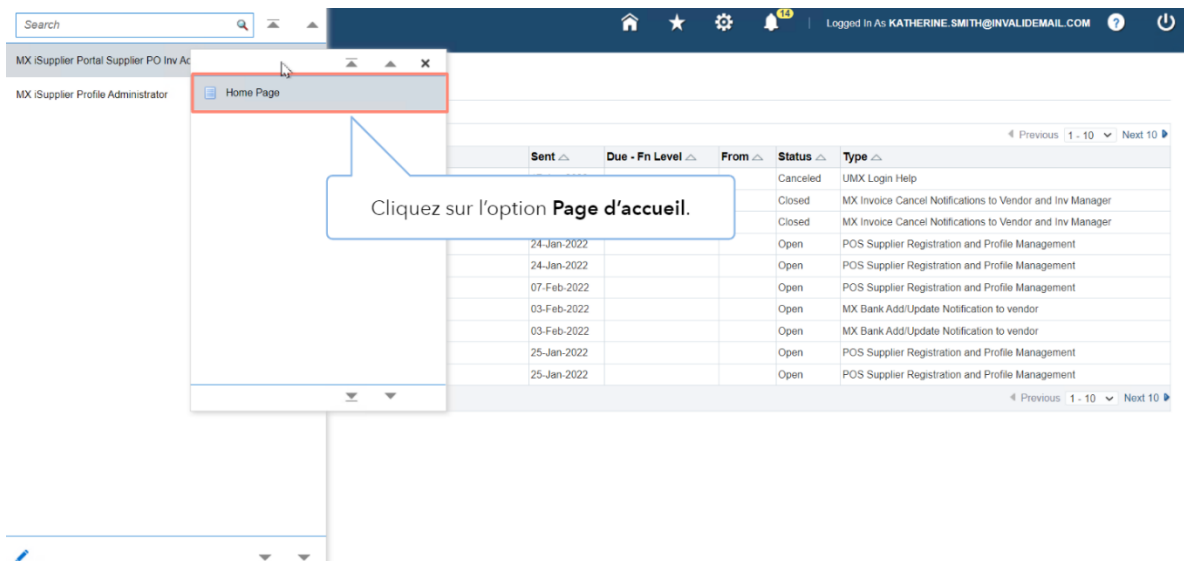 Search
14
Logged In As KATHERINE.SMITH@INVALIDEMAIL.COM
?
MX iSupplier Portal Supplier PO Inv
MX iSupplier Profile Administrator
Home Page
Previous 1 - 10 Next 10
Sent Due - Fn Level From Status Type
Canceled UMX Login Help
Closed MX Invoice Cancel Notifications to Vendor and Inv Manager
Closed MX Invoice Cancel Notifications to Vendor and Inv Manager
Cliquez sur l’option Page d’accueil.
24-Jan-2022 Open POS Supplier Registration and Profile Management
24-Jan-2022 Open POS Supplier Registration and Profile Management
07-Feb-2022 Open POS Supplier Registration and Profile Management
03-Feb-2022 Open MX Bank Add/Update Notification to vendor
03-Feb-2022 Open MX Bank Add/Update Notification to vendor
25-Jan-2022 Open POS Supplier Registration and Profile Management
25-Jan-2022 Open POS Supplier Registration and Profile Management
Previous 1 - 10 Next 10